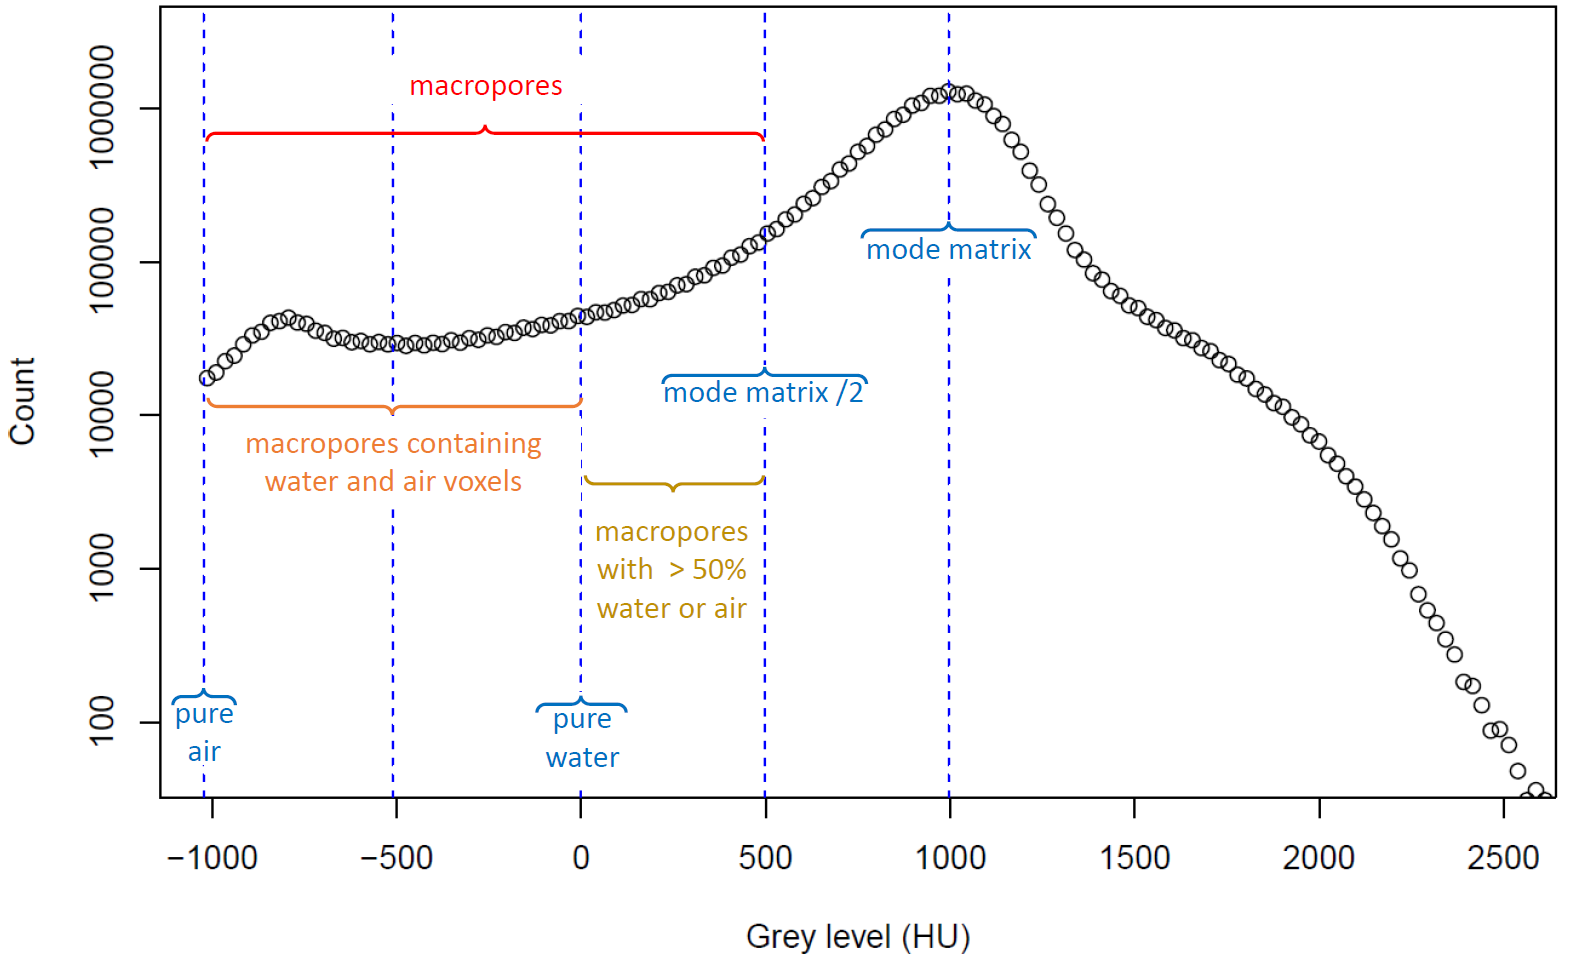 macropores
1000000
mode matrix
100000
mode matrix /2
10000
macropores containing
water and air voxels
macropores
with > 50%
water or air
1000
100
pure
air
pure
water
Count
−1000 −500 0 500 1000 1500 2000 2500
Grey level (HU)